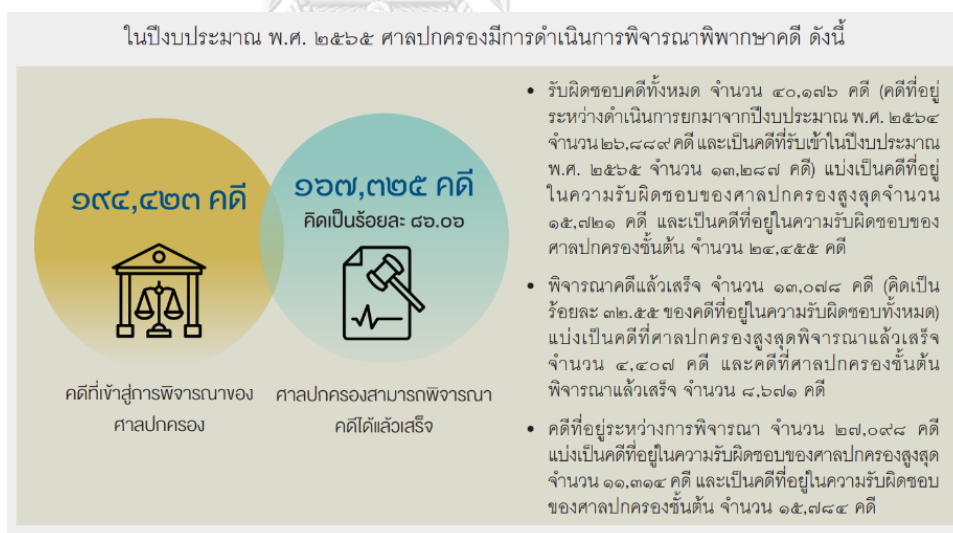 ในปีงบประมาณ พ.ศ. ๒๕๖๕ ศาลปกครองมีการดำเนินการพิจารณาพิพากษาคดี ดังนี้
๑๙๔,๔๒๓ คดี
คดีที่เข้าสู่การพิจารณาของ
ศาลปกครอง
๑๖๗,๓๒๕ คดี
คิดเป็นร้อยละ ๘๖.๐๖
ศาลปกครองสามารถพิจารณา
คดีได้แล้วเสร็จ
• รับผิดชอบคดีทั้งหมด จำนวน ๔๐,๑๗๖ คดี (คดีที่อยู่
ระหว่างดำเนินการยกมาจากปีงบประมาณ พ.ศ. ๒๕๖๔
จำนวน ๒๖,๘๘๙ คดี และเป็นคดีที่รับเข้าในปีงบประมาณ
พ.ศ. ๒๕๖๕ จำนวน ๑๓,๒๘๗ คดี) แบ่งเป็นคดีที่อยู่
ในความรับผิดชอบของศาลปกครองสูงสุดจำนวน
๑๕,๗๒๑ คดี และเป็นคดีที่อยู่ในความรับผิดชอบของ
ศาลปกครองชั้นต้น จำนวน ๒๔,๔๕๕ คดี
• พิจารณาคดีแล้วเสร็จ จำนวน ๑๓,๐๗๘ คดี (คิดเป็น
ร้อยละ ๓๒.๕๕ ของคดีที่อยู่ในความรับผิดชอบทั้งหมด)
แบ่งเป็นคดีที่ศาลปกครองสูงสุดพิจารณาแล้วเสร็จ
จำนวน ๔,๔๐๗ คดี และคดีที่ศาลปกครองชั้นต้น
พิจารณาแล้วเสร็จ จำนวน ๘,๖๗๑ คดี
• คดีที่อยู่ระหว่างการพิจารณา จำนวน ๒๗,๐๙๘ คดี
แบ่งเป็นคดีที่อยู่ในความรับผิดชอบของศาลปกครองสูงสุด
จำนวน ๑๑,๓๑๔ คดี และเป็นคดีที่อยู่ในความรับผิดชอบ
ของศาลปกครองชั้นต้น จำนวน ๑๕,๗๘๔ คดี